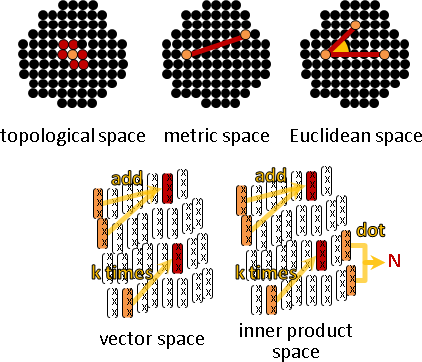 topological space
metric space
Euclidean space
add
k times
add
k times
dot
N
vector space
inner product
space